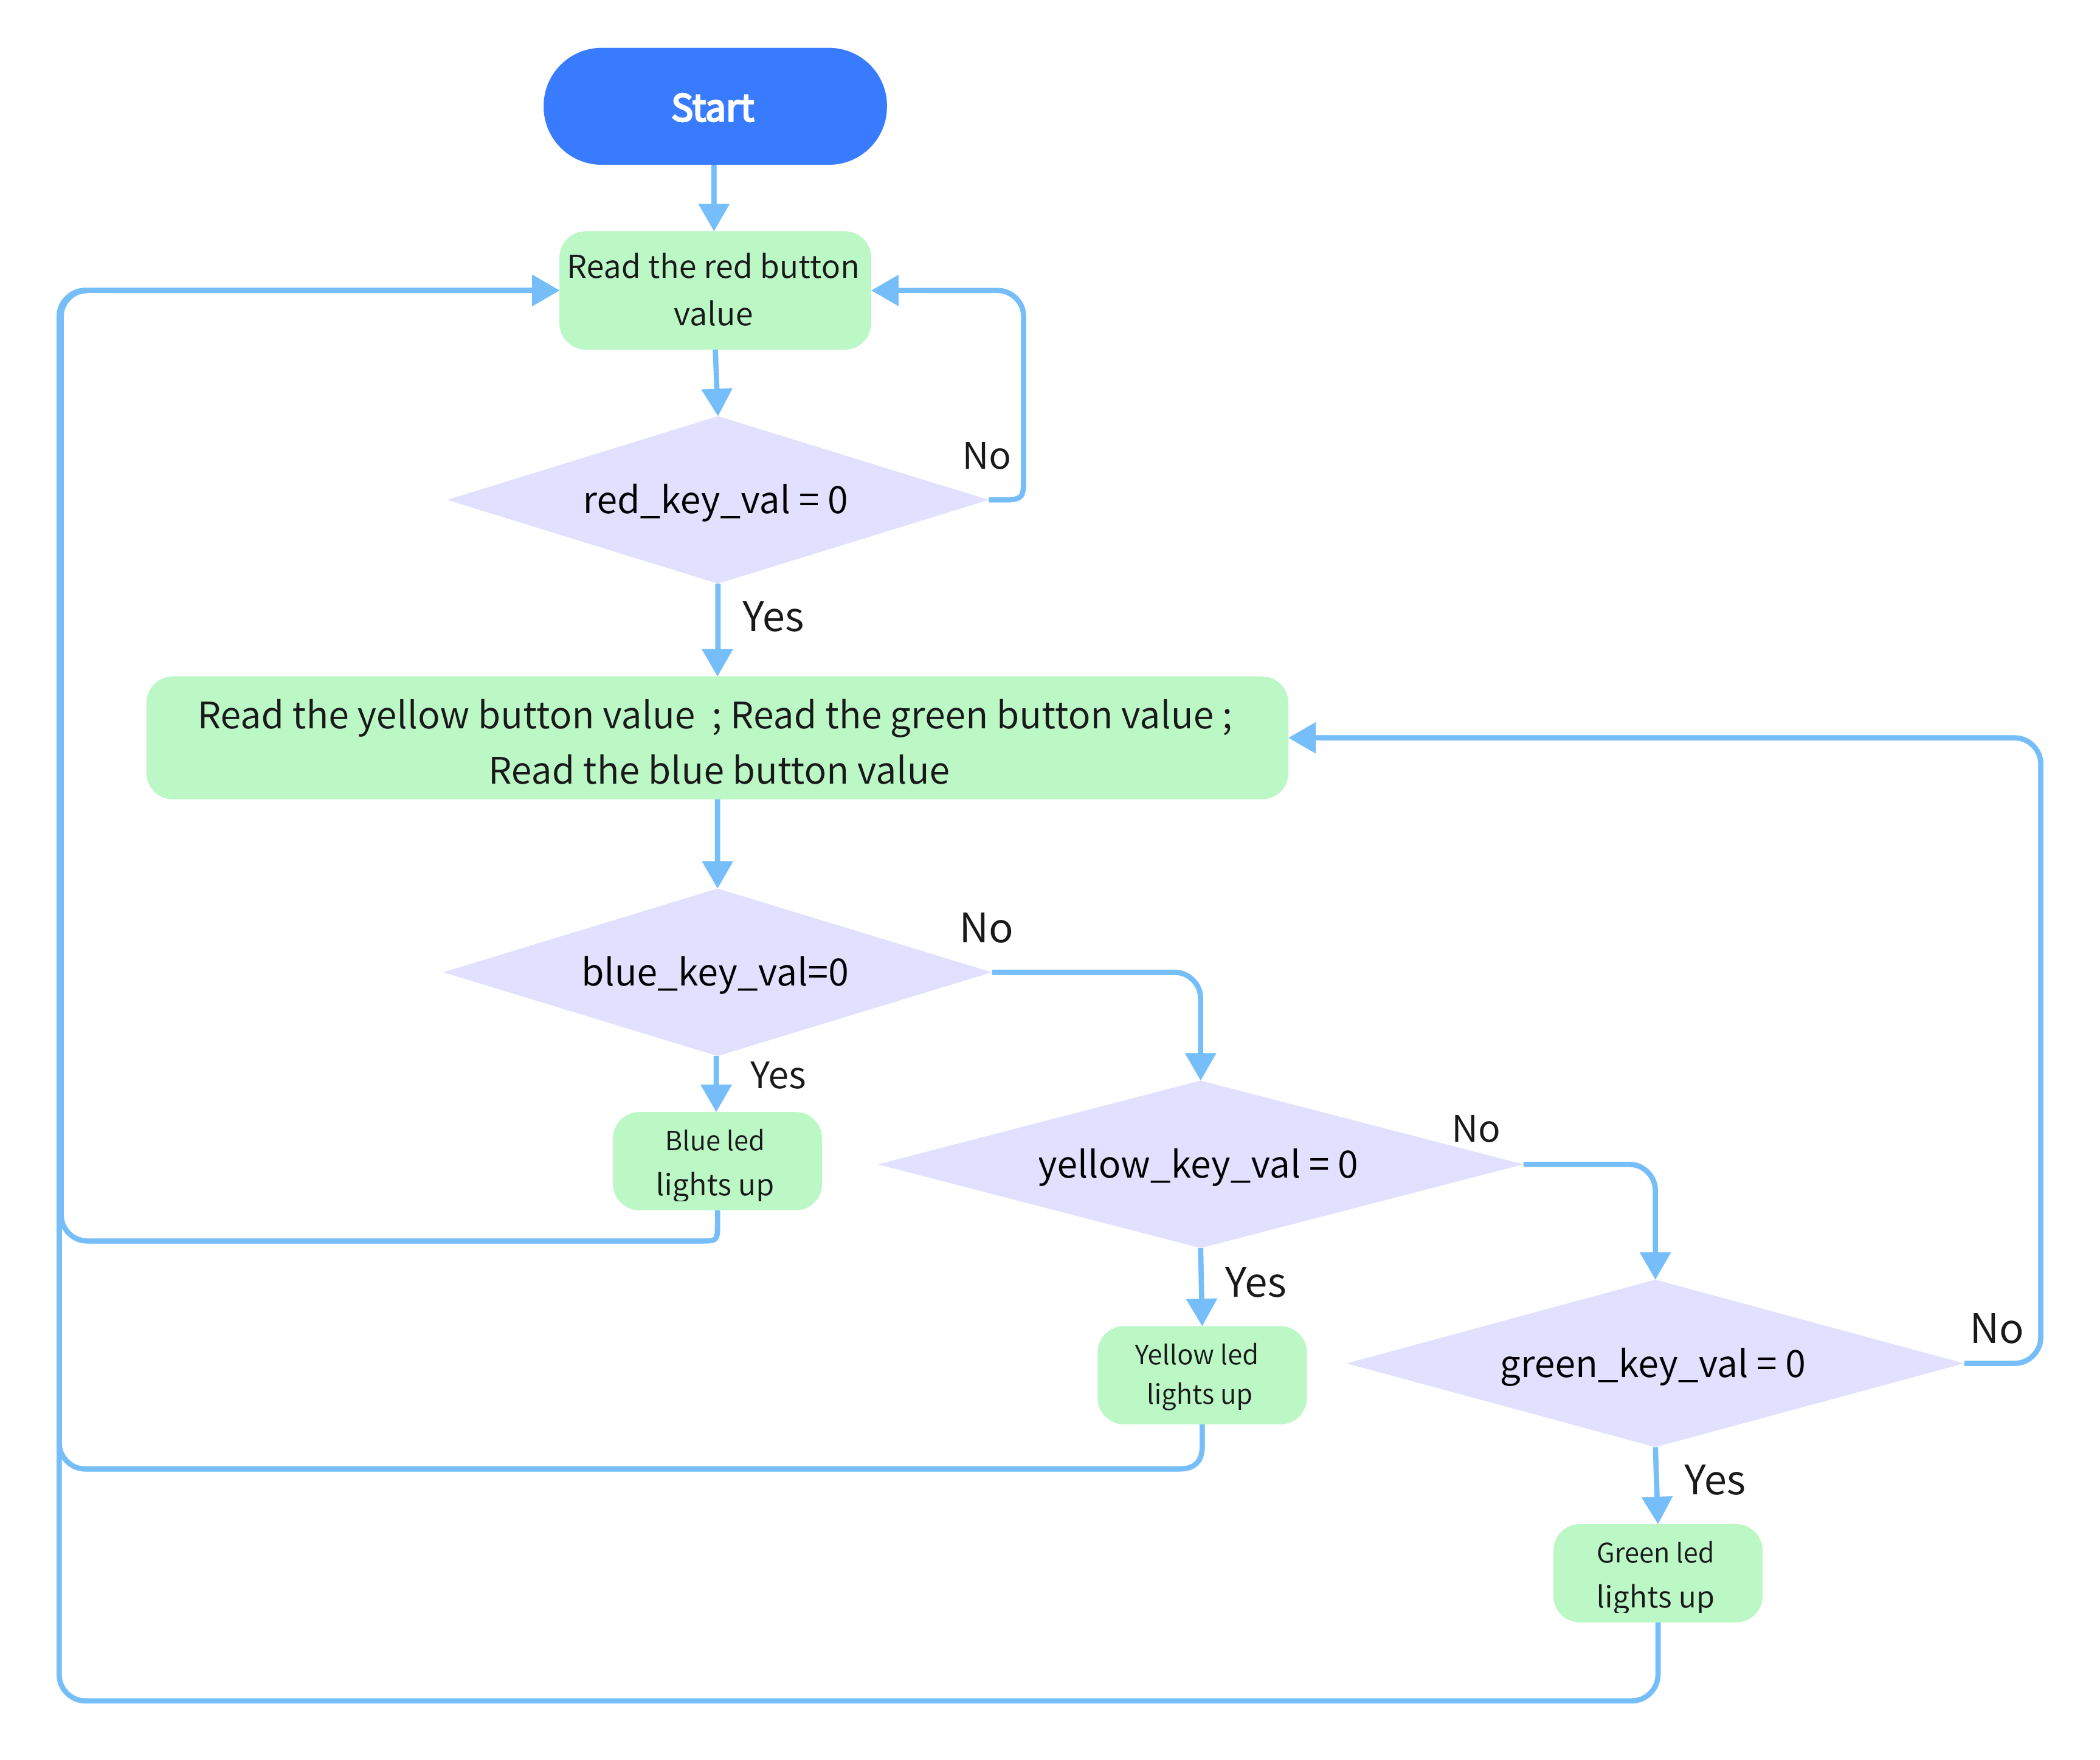 Start
Read the red button
value
No
red_key_val = 0
Yes
Read the yellow button value  ; Read the green button value ;
Read the blue button value
No
blue_key_val=0
Yes
Blue led
lights up
No
yellow_key_val = 0
Yes
Yellow led
lights up
No
green_key_val = 0
Yes
Green led
lights up